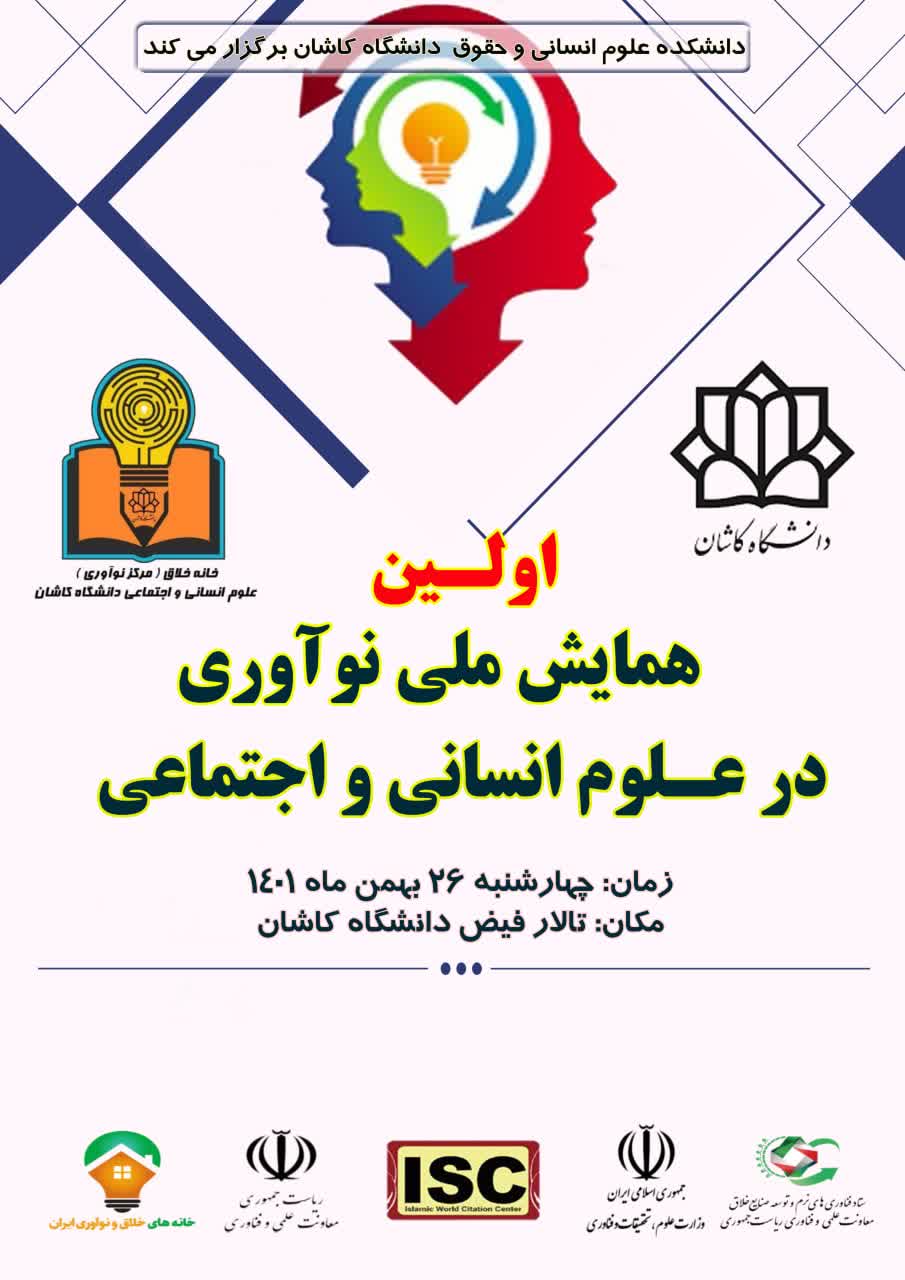 دانشکده علوم انسانی و حقوق دانشگاه کاشان برگزار می کند
دانشگاه کاشان
خانه خلاق ( مرکز نوآوری )
علوم انسانی و اجتماعی دانشگاه کاشان
اولــین
همایش ملی نوآوری
در عــلوم انسانی و اجتماعی
زمان: چهارشنبه ۲۶ بهمن ماه ۱٤۰۱
مکان: تالار فیض دانشگاه کاشان
ستاد فناوری های نرم و توسعه صنایع خلاق
معاونت علمی و فناوری ریاست جمهوری
جمهوری اسلامی ایران
وزارت علوم، تحقیقات و فناوری
ISC
Islamic World Citation Center
ریاست جمهوری
معاونت علمی و فناوری
خانه های خلاق و نوآوری ایران